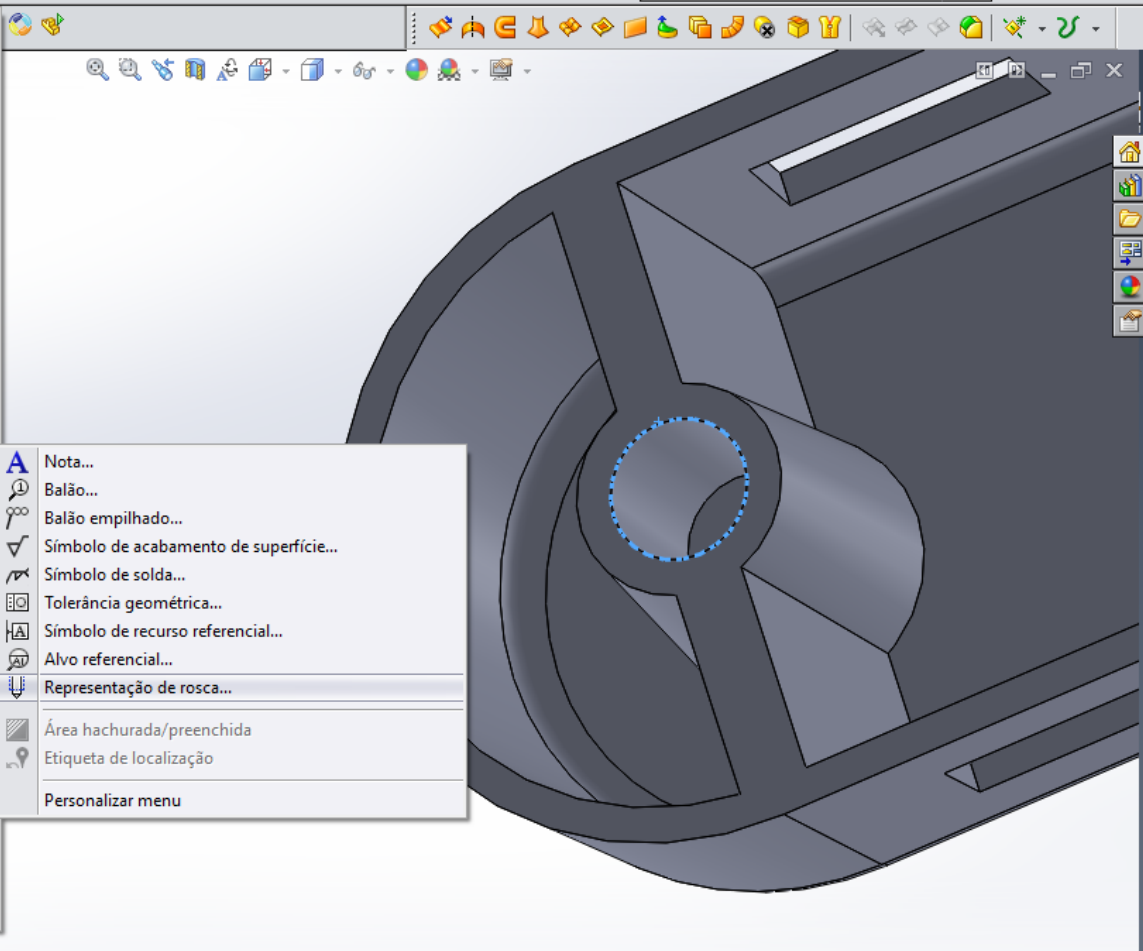 Nota...
Balão...
Balão empilhado...
Símbolo de acabamento de superfície...
Símbolo de solda...
Tolerância geométrica...
Símbolo de recurso referencial...
Alvo referencial...
Representação de rosca...
Área hachurada/preenchida
Etiqueta de localização
Personalizar menu